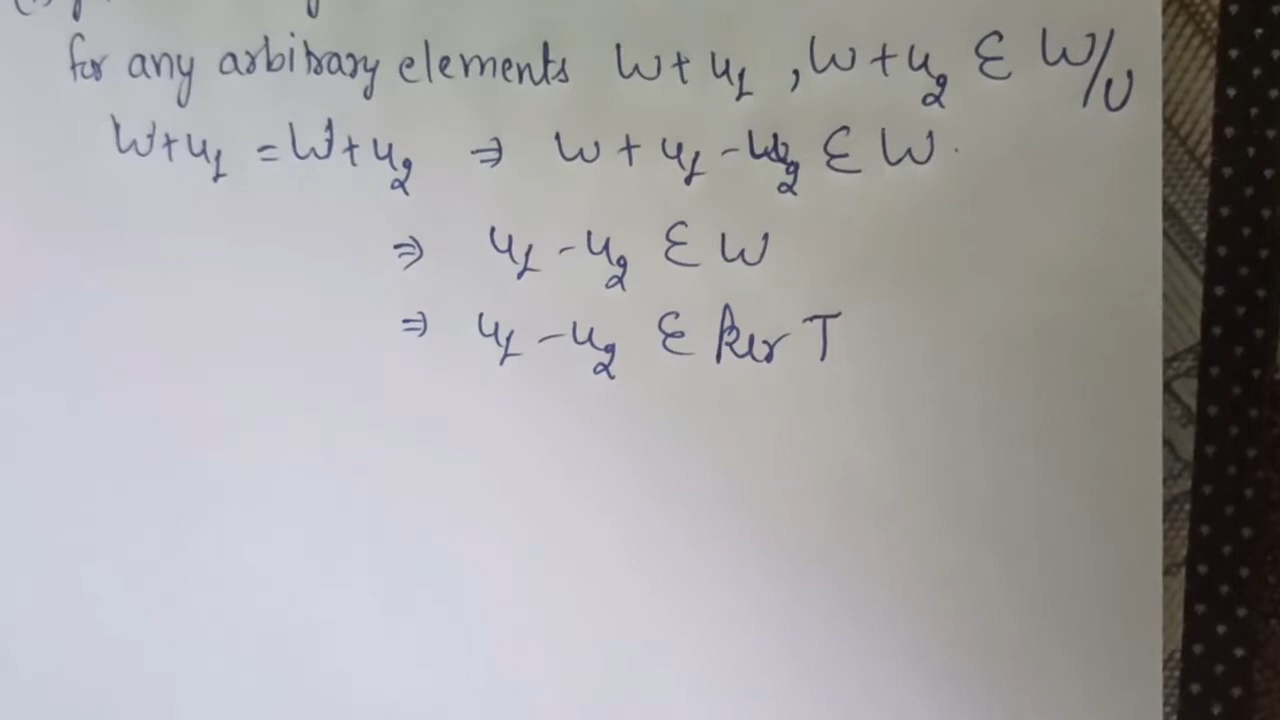 for any arbitrary elements W + u₁ , W + u₂ ε W/U
W + u₁ = W + u₂ ⇒ W + u₁ - u₂ ε W.
⇒ u₁ - u₂ ε W
⇒ u₁ - u₂ ε ker T